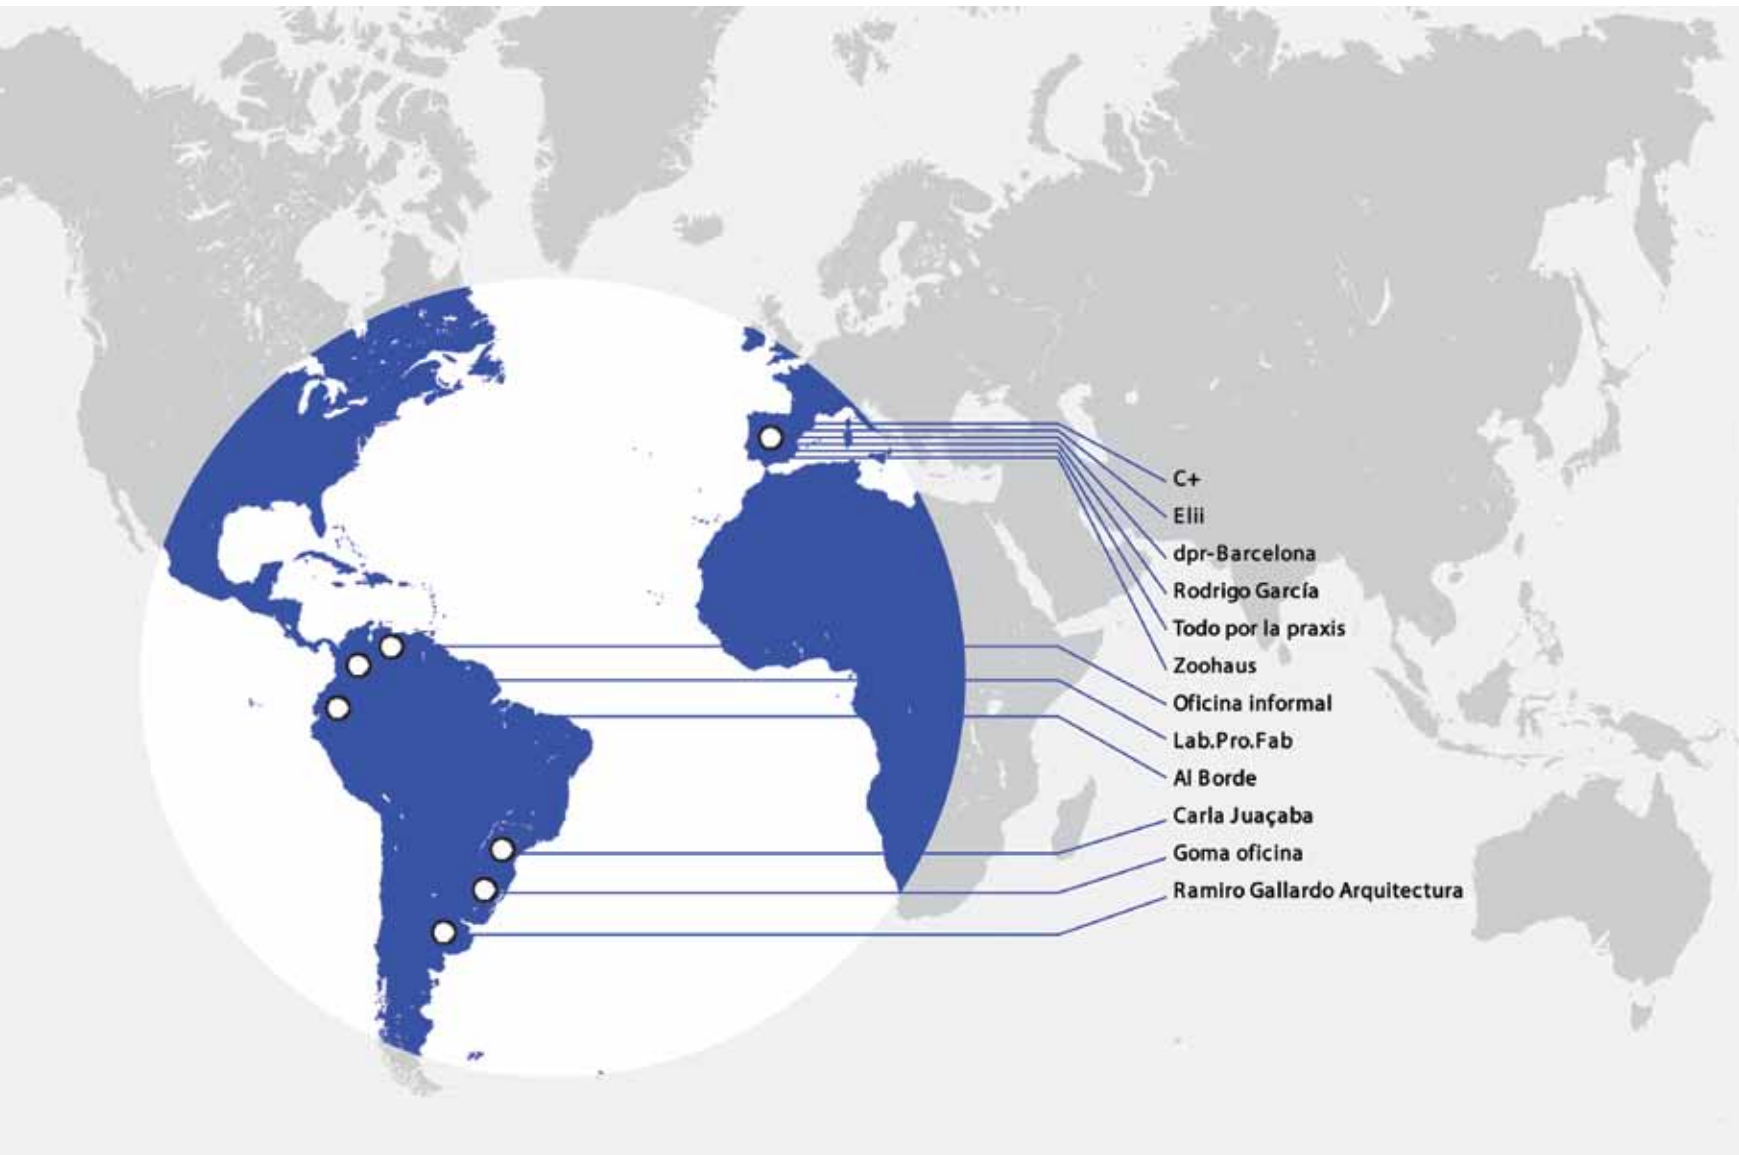 C+
Elii
dpr-Barcelona
Rodrigo García
Todo por la praxis
Zoohaus
Oficina informal
Lab.Pro.Fab
Al Borde
Carla Juaçaba
Goma oficina
Ramiro Gallardo Arquitectura